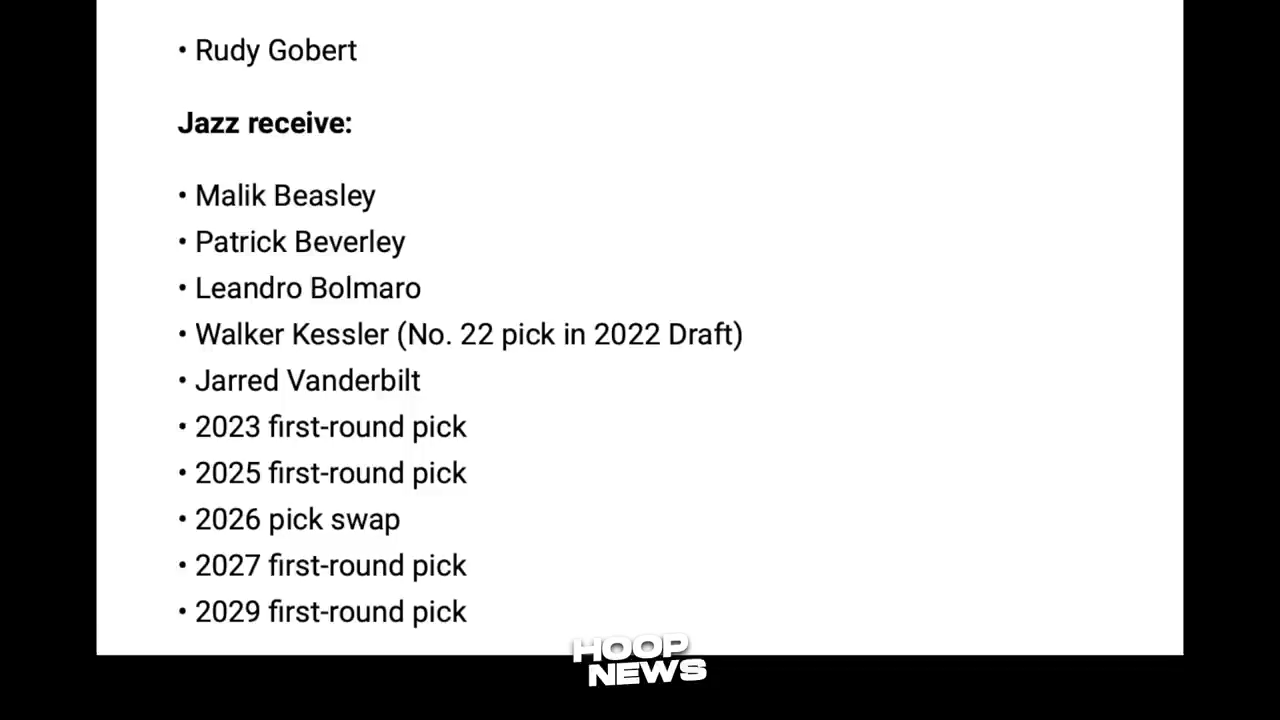 • Rudy Gobert
Jazz receive:
• Malik Beasley
• Patrick Beverley
• Leandro Bolmaro
• Walker Kessler (No. 22 pick in 2022 Draft)
• Jarred Vanderbilt
• 2023 first-round pick
• 2025 first-round pick
• 2026 pick swap
• 2027 first-round pick
• 2029 first-round pick
HOOP
NEWS